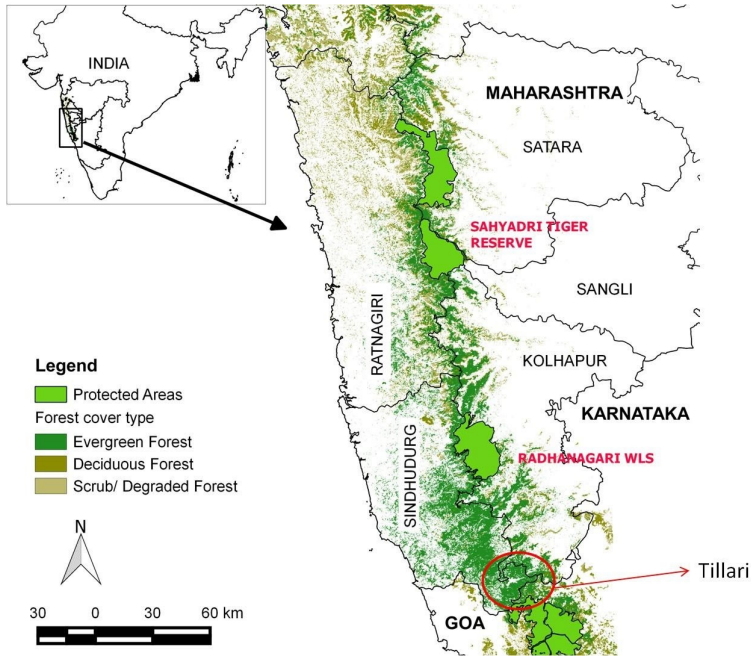 INDIA
MAHARASHTRA
SATARA
SAHYADRI TIGER
RESERVE
SANGLI
RATNAGIRI
KOLHAPUR
Legend
Protected Areas
Forest cover type
Evergreen Forest
Deciduous Forest
Scrub/ Degraded Forest
KARNATAKA
RADHANAGARI WLS
SINDHUDURG
N
Tillari
30 0 30 60 km
GOA